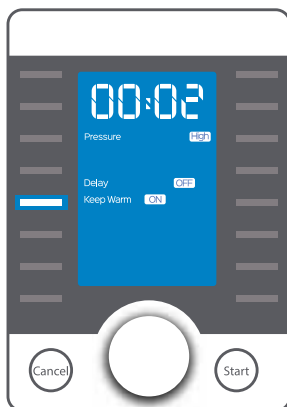 00:02
Pressure High
Delay OFF
Keep Warm ON
Cancel Start